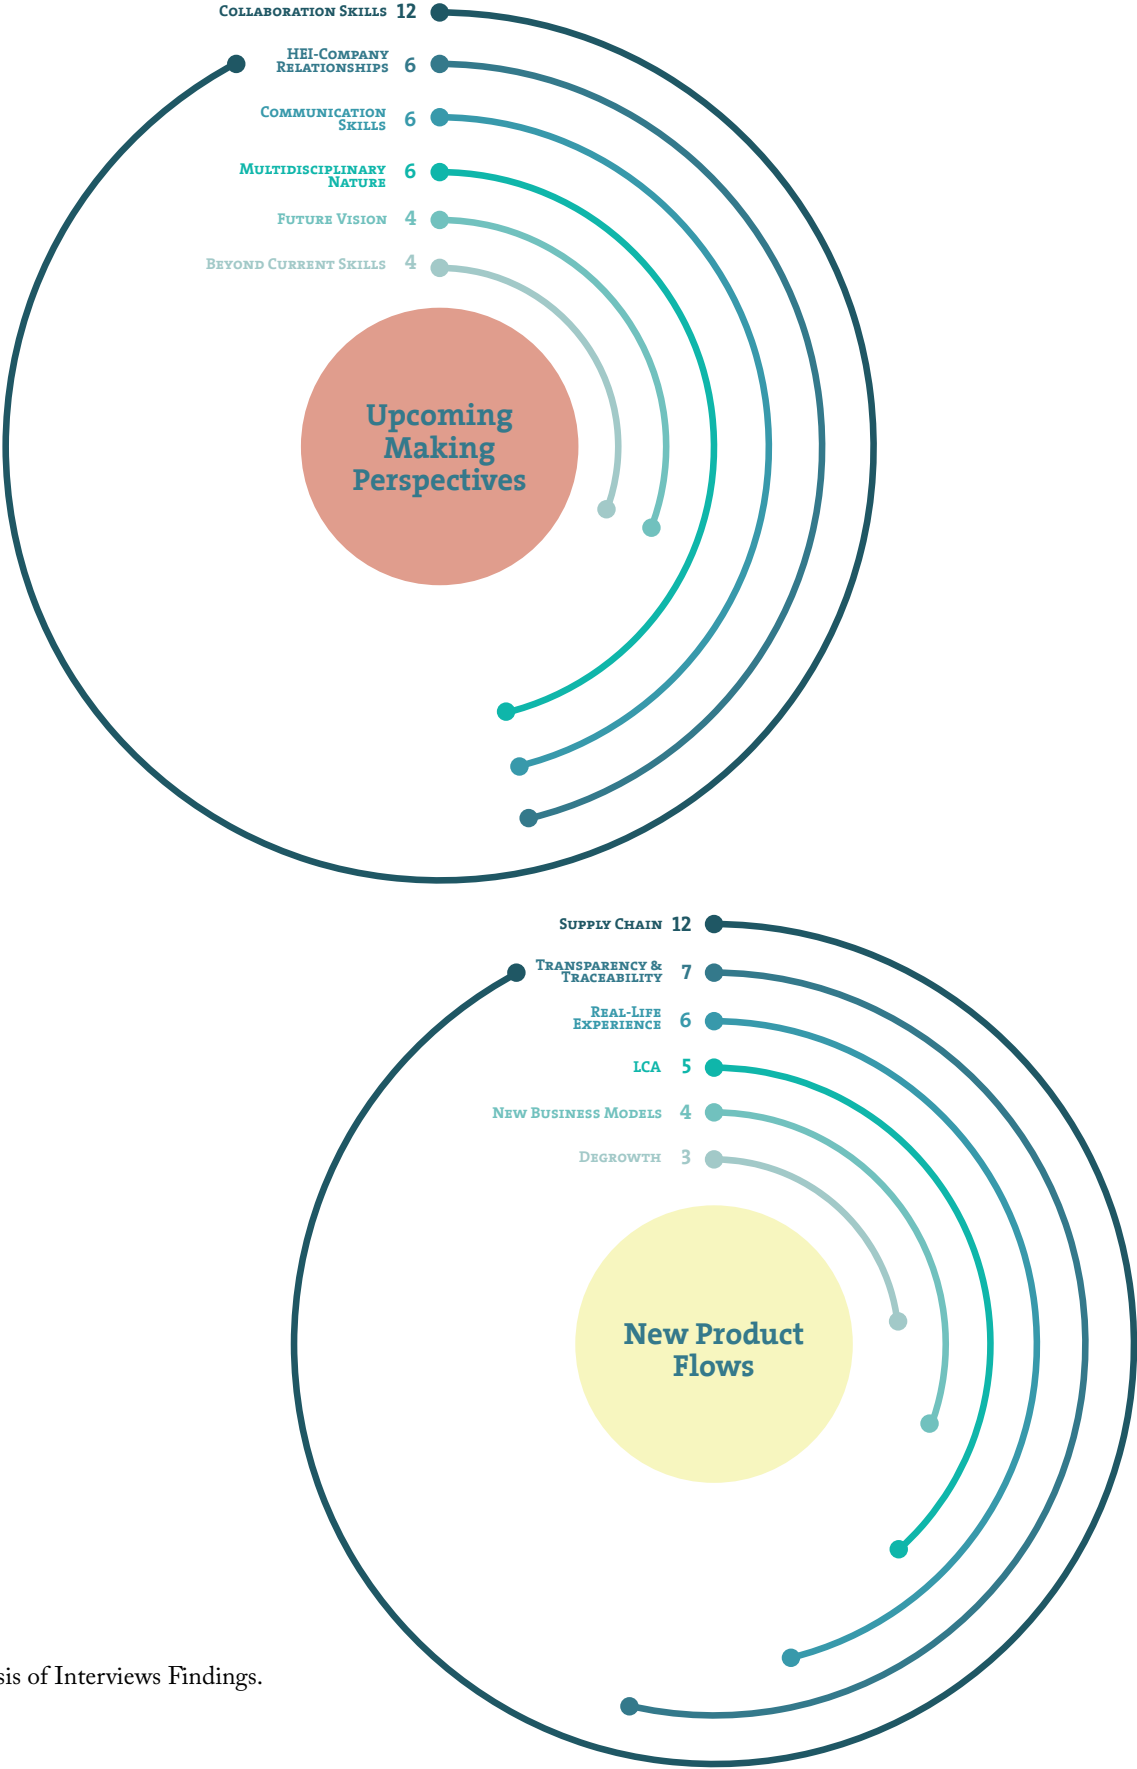 Collaboration Skills 12
HEI-Company
Relationships 6
Communication
Skills 6
Multidisciplinary
Nature 6
Future Vision 4
Beyond Current Skills 4
Upcoming
Making
Perspectives
Supply Chain 12
Transparency &
Traceability 7
Real-Life
Experience 6
LCA 5
New Business Models 4
Degrowth 3
New Product
Flows
sis of Interviews Findings.